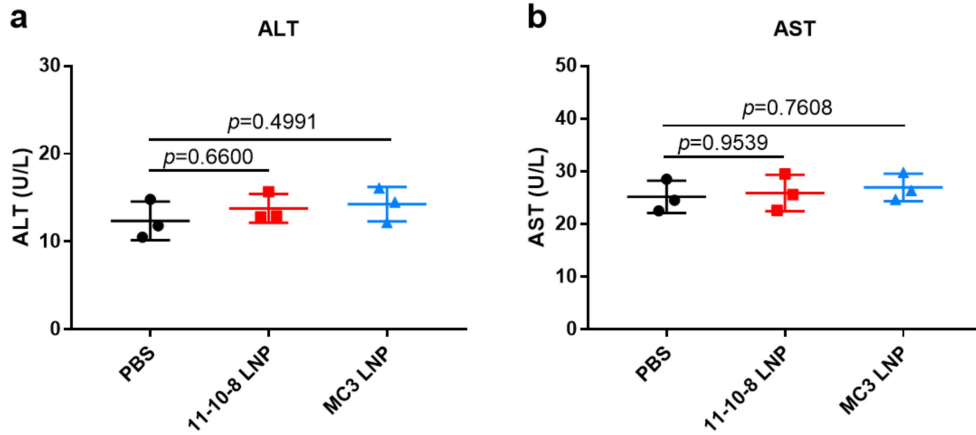 a
ALT
ALT (U/L)
30
20
10
0
p=0.4991
p=0.6600
PBS
11-10-8 LNP
MC3 LNP
b
AST
AST (U/L)
50
40
30
20
10
0
p=0.7608
p=0.9539
PBS
11-10-8 LNP
MC3 LNP